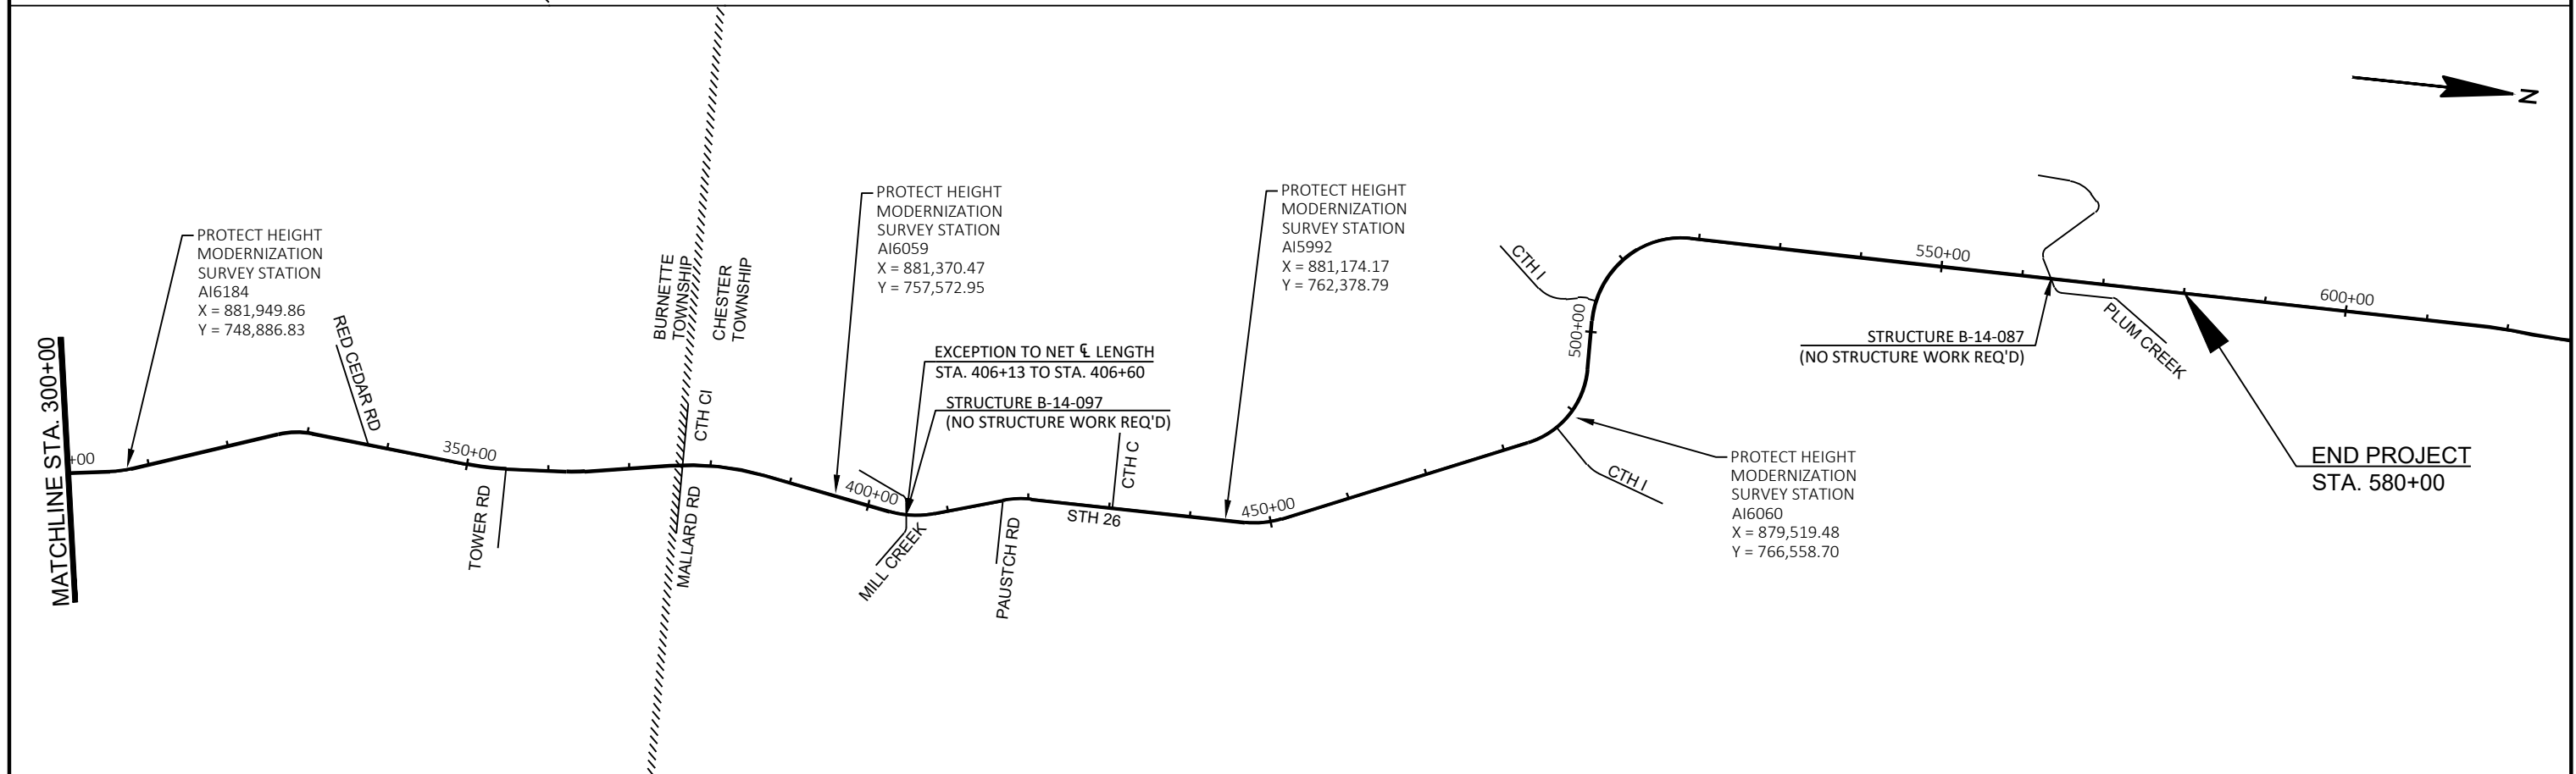 N
PROTECT HEIGHT
MODERNIZATION
SURVEY STATION
AI6184
X = 881,949.86
Y = 748,886.83
RED CEDAR RD
MATCHLINE STA. 300+00
+00
350+00
TOWER RD
BURNETTE
TOWNSHIP
CHESTER
TOWNSHIP
CTH CI
MALLARD RD
PROTECT HEIGHT
MODERNIZATION
SURVEY STATION
AI6059
X = 881,370.47
Y = 757,572.95
EXCEPTION TO NET ℄ LENGTH
STA. 406+13 TO STA. 406+60
STRUCTURE B-14-097
(NO STRUCTURE WORK REQ'D)
400+00
MILL CREEK
PAUSTCH RD
STH 26
CTH C
PROTECT HEIGHT
MODERNIZATION
SURVEY STATION
AI5992
X = 881,174.17
Y = 762,378.79
450+00
CTH I
500+00
CTH I
PROTECT HEIGHT
MODERNIZATION
SURVEY STATION
AI6060
X = 879,519.48
Y = 766,558.70
550+00
STRUCTURE B-14-087
(NO STRUCTURE WORK REQ'D)
PLUM CREEK
600+00
END PROJECT
STA. 580+00